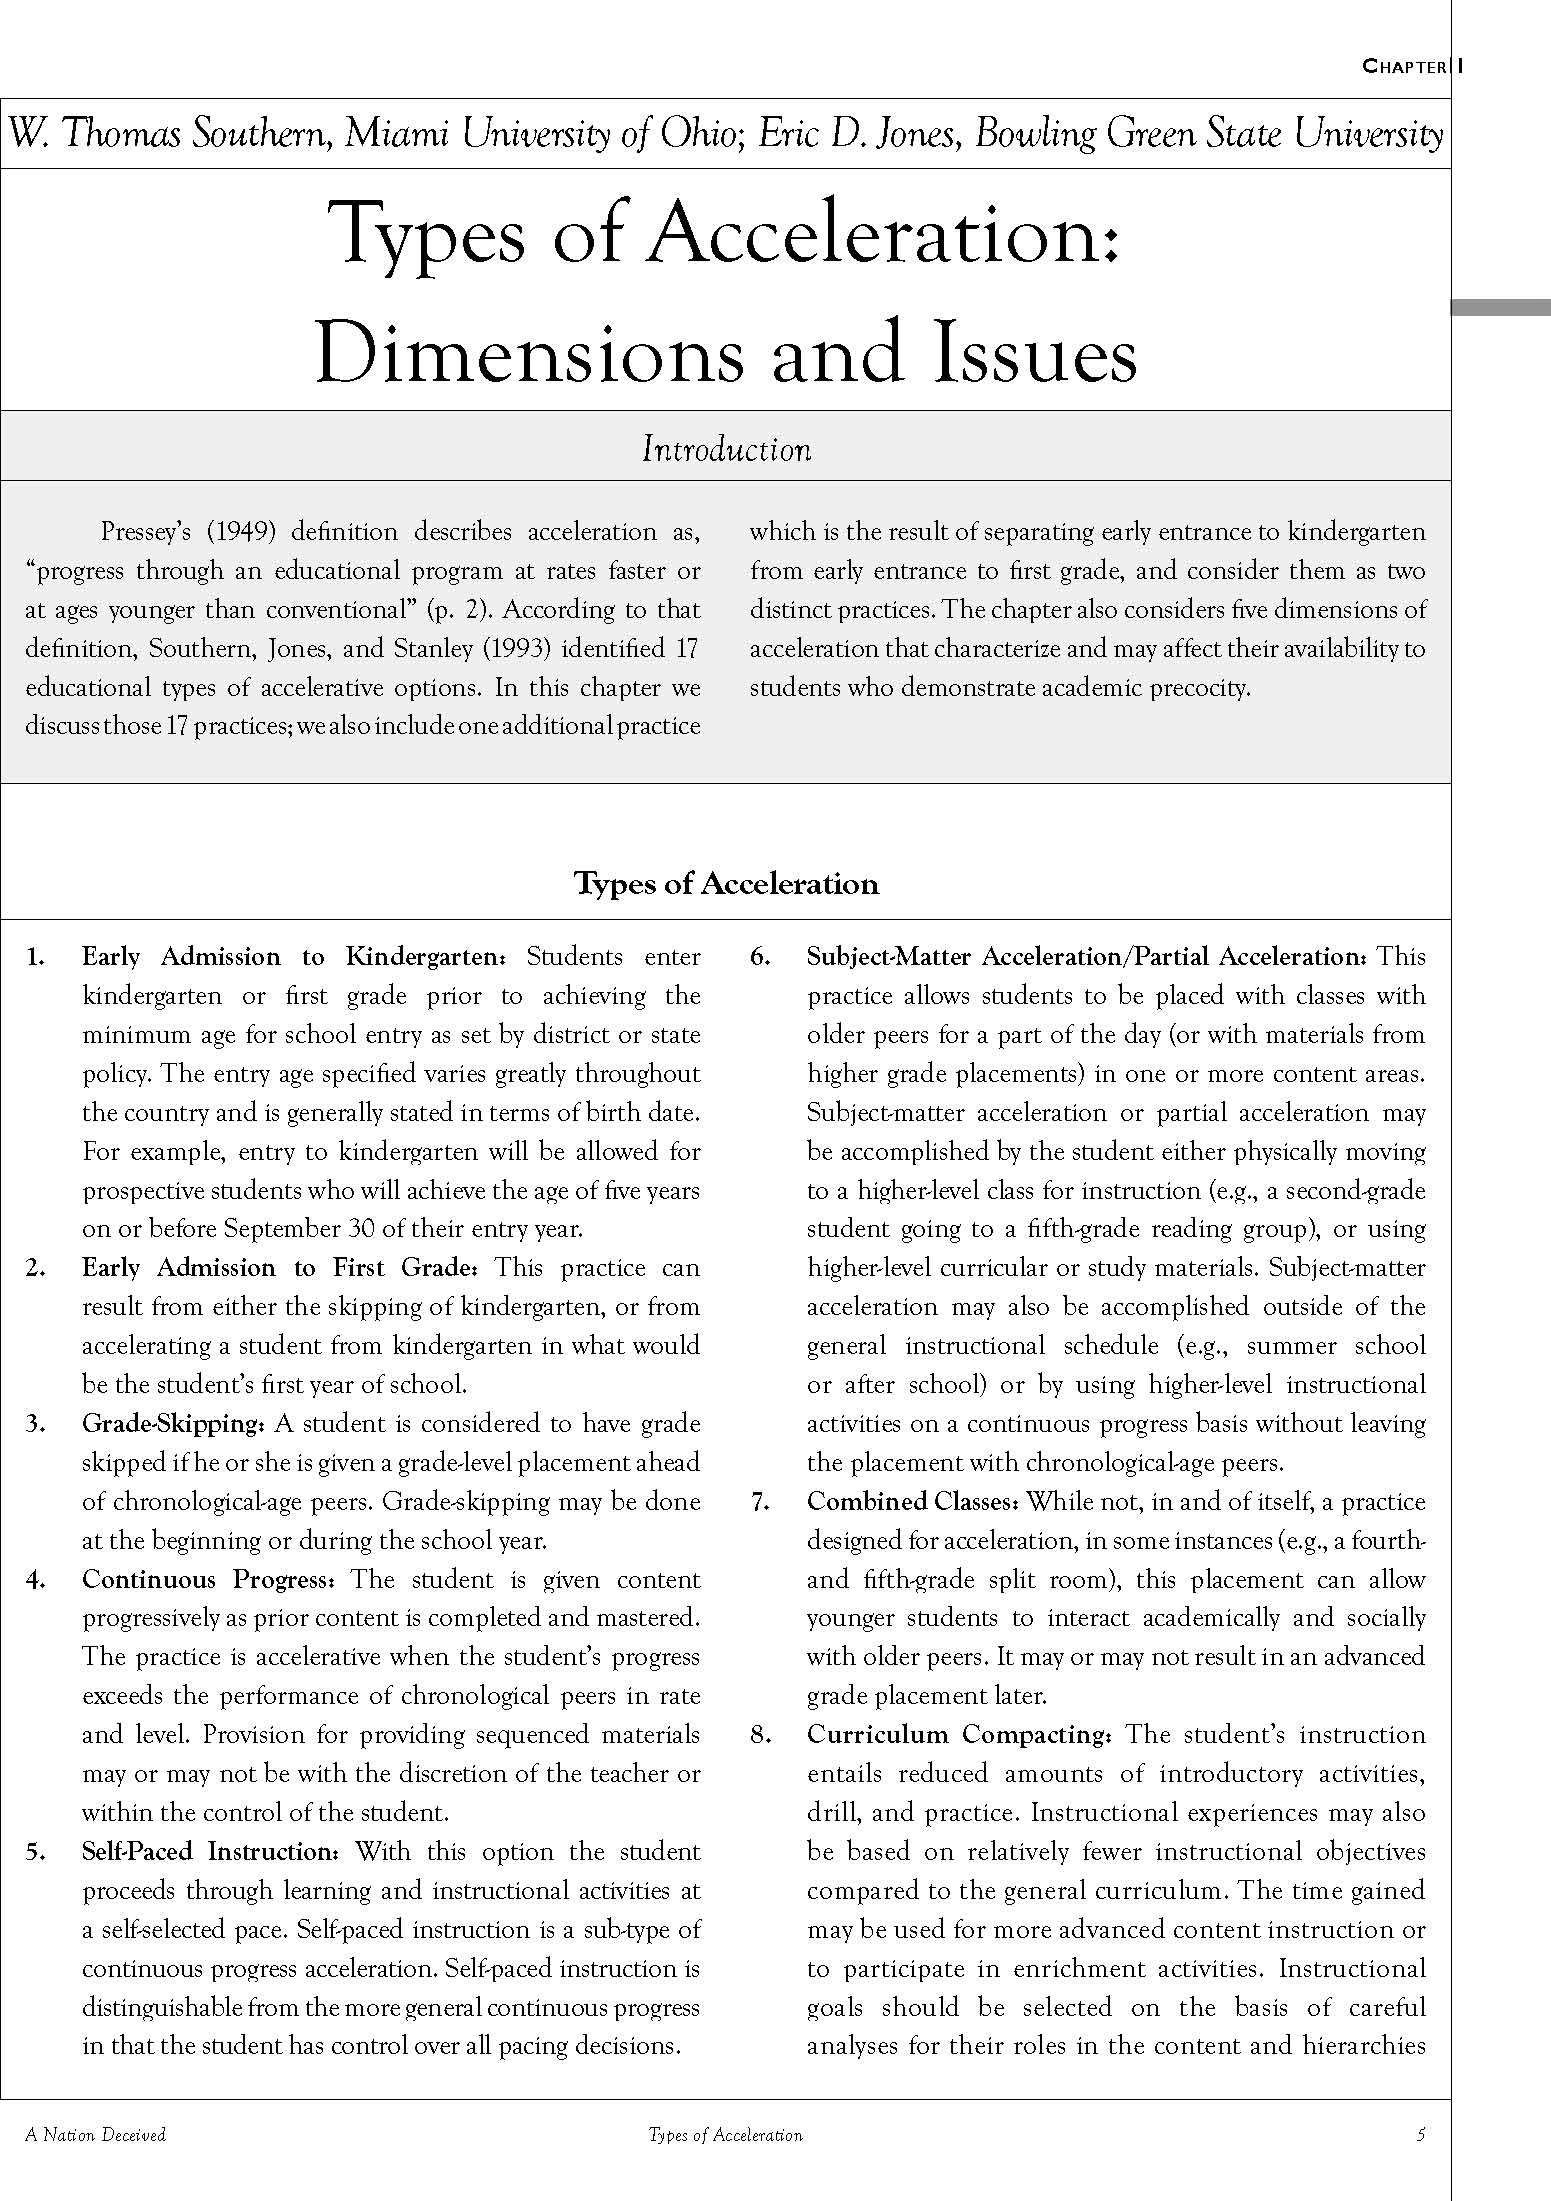 CHAPTER 1
W. Thomas Southern, Miami University of Ohio; Eric D. Jones, Bowling Green State University
Types of Acceleration:
Dimensions and Issues
Introduction
Pressey’s (1949) definition describes acceleration as,
“progress through an educational program at rates faster or
at ages younger than conventional” (p. 2). According to that
definition, Southern, Jones, and Stanley (1993) identified 17
educational types of accelerative options. In this chapter we
discuss those 17 practices; we also include one additional practice
which is the result of separating early entrance to kindergarten
from early entrance to first grade, and consider them as two
distinct practices. The chapter also considers five dimensions of
acceleration that characterize and may affect their availability to
students who demonstrate academic precocity.
Types of Acceleration
1. Early Admission to Kindergarten: Students enter
kindergarten or first grade prior to achieving the
minimum age for school entry as set by district or state
policy. The entry age specified varies greatly throughout
the country and is generally stated in terms of birth date.
For example, entry to kindergarten will be allowed for
prospective students who will achieve the age of five years
on or before September 30 of their entry year.
2. Early Admission to First Grade: This practice can
result from either the skipping of kindergarten, or from
accelerating a student from kindergarten in what would
be the student’s first year of school.
3. Grade-Skipping: A student is considered to have grade
skipped if he or she is given a grade-level placement ahead
of chronological-age peers. Grade-skipping may be done
at the beginning or during the school year.
4. Continuous Progress: The student is given content
progressively as prior content is completed and mastered.
The practice is accelerative when the student’s progress
exceeds the performance of chronological peers in rate
and level. Provision for providing sequenced materials
may or may not be with the discretion of the teacher or
within the control of the student.
5. Self-Paced Instruction: With this option the student
proceeds through learning and instructional activities at
a self-selected pace. Self-paced instruction is a sub-type of
continuous progress acceleration. Self-paced instruction is
distinguishable from the more general continuous progress
in that the student has control over all pacing decisions.
6. Subject-Matter Acceleration/Partial Acceleration: This
practice allows students to be placed with classes with
older peers for a part of the day (or with materials from
higher grade placements) in one or more content areas.
Subject-matter acceleration or partial acceleration may
be accomplished by the student either physically moving
to a higher-level class for instruction (e.g., a second-grade
student going to a fifth-grade reading group), or using
higher-level curricular or study materials. Subject-matter
acceleration may also be accomplished outside of the
general instructional schedule (e.g., summer school
or after school) or by using higher-level instructional
activities on a continuous progress basis without leaving
the placement with chronological-age peers.
7. Combined Classes: While not, in and of itself, a practice
designed for acceleration, in some instances (e.g., a fourth-
and fifth-grade split room), this placement can allow
younger students to interact academically and socially
with older peers. It may or may not result in an advanced
grade placement later.
8. Curriculum Compacting: The student’s instruction
entails reduced amounts of introductory activities,
drill, and practice. Instructional experiences may also
be based on relatively fewer instructional objectives
compared to the general curriculum. The time gained
may be used for more advanced content instruction or
to participate in enrichment activities. Instructional
goals should be selected on the basis of careful
analyses for their roles in the content and hierarchies
A Nation Deceived
Types of Acceleration
5